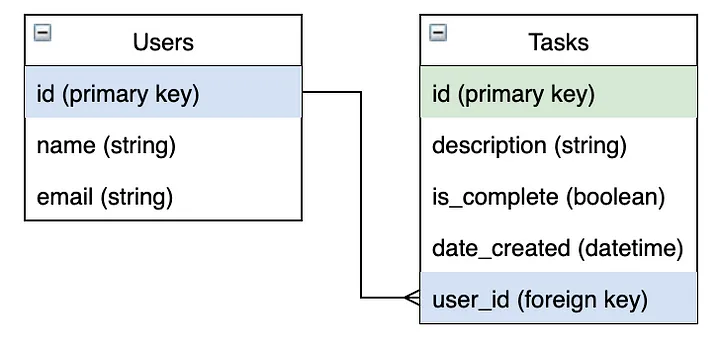 Users
id (primary key)
name (string)
email (string)
Tasks
id (primary key)
description (string)
is_complete (boolean)
date_created (datetime)
user_id (foreign key)